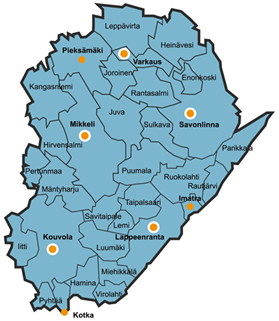 Leppävirta
Pieksämäki
Heinävesi
Varkaus
Joroinen
Enonkoski
Kangasniemi
Rantasalmi
Juva
Savonlinna
Mikkeli
Sulkava
Hirvensalmi
Parikkala
Pertunmaa
Puumala
Ruokolahti
Rautjärvi
Mäntyharju
Taipalsaari
Imatra
Savitaipale
Lemi
Kouvola
Lappeenranta
Iitti
Luumäki
Miehikkälä
Hamina
Virolahti
Pyhtää
Kotka